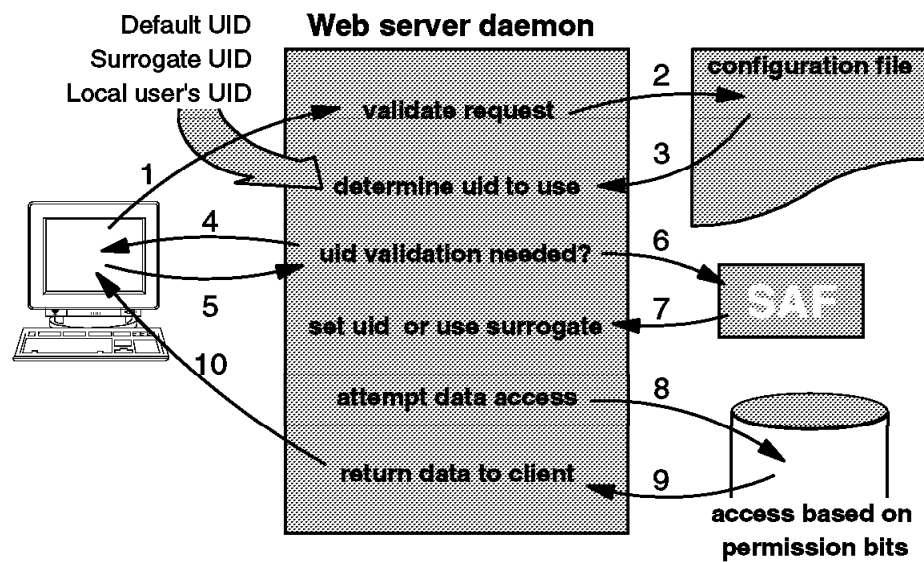 Default UID
Surrogate UID
Local user's UID
Web server daemon
configuration file
validate request
determine uid to use
uid validation needed?
set uid or use surrogate
attempt data access
return data to client
SAF
access based on
permission bits
1
2
3
4
5
6
7
8
9
10